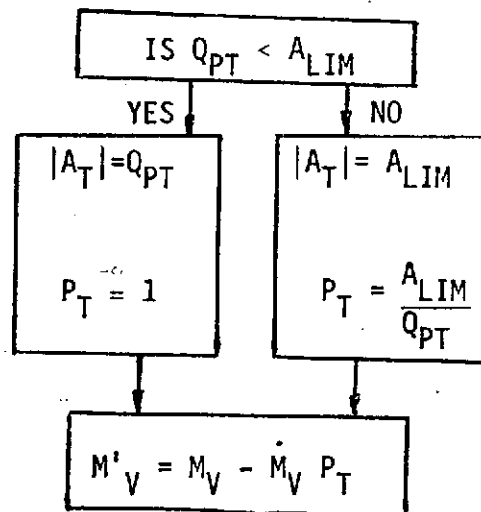 IS Q_PT < A_LIM
YES
NO
|A_T|=Q_PT
P_T = 1
|A_T|= A_LIM
P_T = A_LIM/Q_PT
M'_V = M_V - Ṁ_V P_T